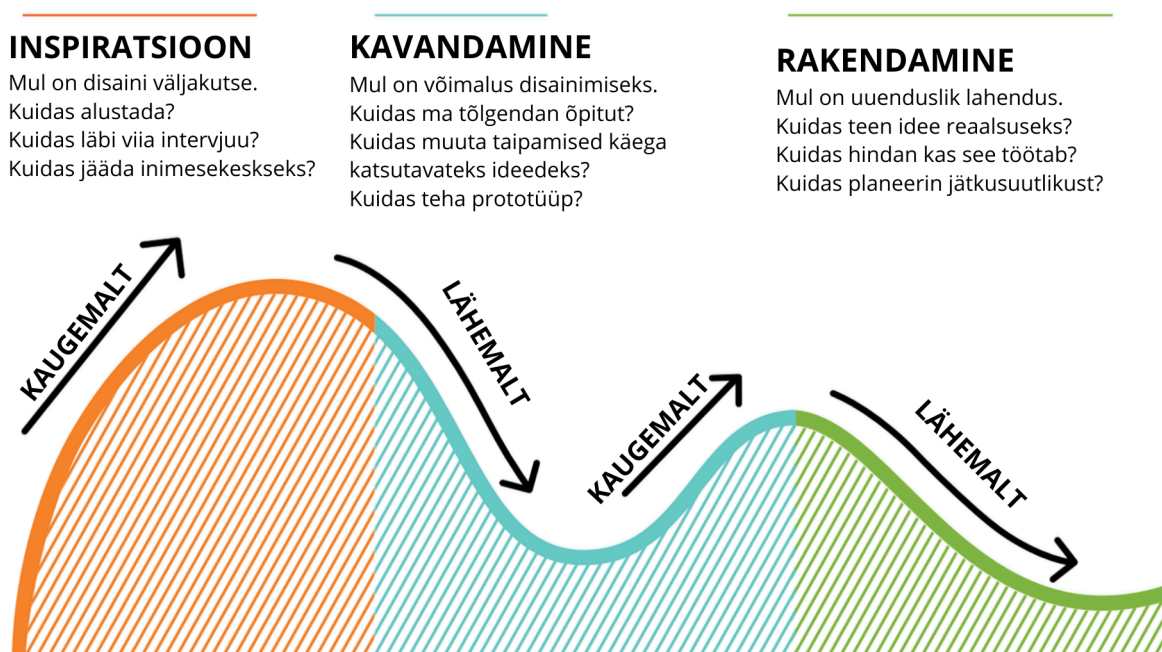 INSPIRATSIOON
Mul on disaini väljakutse.
Kuidas alustada?
Kuidas läbi viia intervjuu?
Kuidas jääda inimesekeskseks?
KAVANDAMINE
Mul on võimalus disainimiseks.
Kuidas ma tõlgendan õpitut?
Kuidas muuta taipamised käega
katsutavateks ideedeks?
Kuidas teha prototüüp?
RAKENDAMINE
Mul on uuenduslik lahendus.
Kuidas teen idee reaalsuseks?
Kuidas hindan kas see töötab?
Kuidas planeerin jätkusuutlikust?
KAUGEMALT
LÄHEMALT
KAUGEMALT
LÄHEMALT